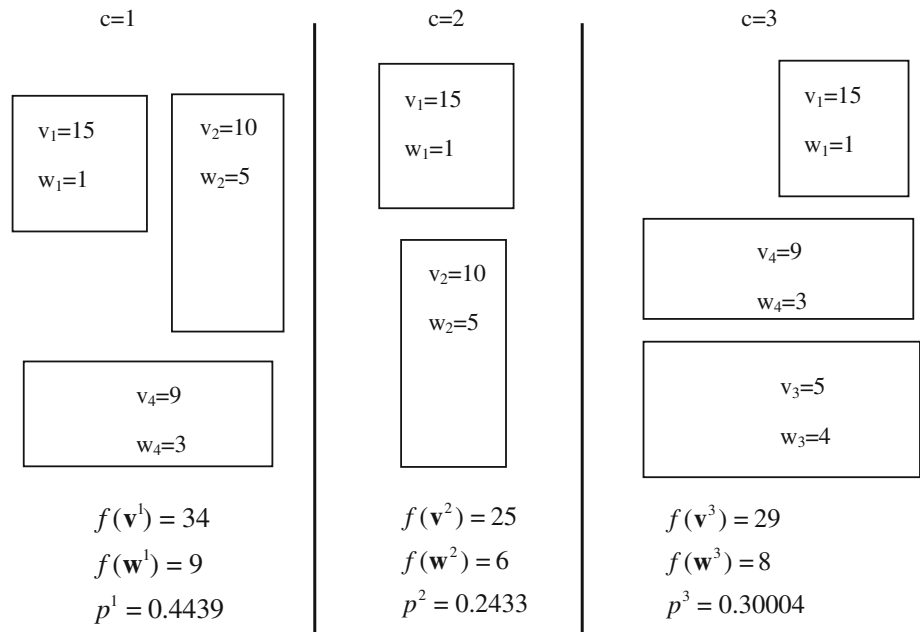 c=1
v₁=15
w₁=1
v₂=10
w₂=5
v₄=9
w₄=3
f(v¹) = 34
f(w¹) = 9
p¹ = 0.4439
c=2
v₁=15
w₁=1
v₂=10
w₂=5
f(v²) = 25
f(w²) = 6
p² = 0.2433
c=3
v₁=15
w₁=1
v₄=9
w₄=3
v₃=5
w₃=4
f(v³) = 29
f(w³) = 8
p³ = 0.30004